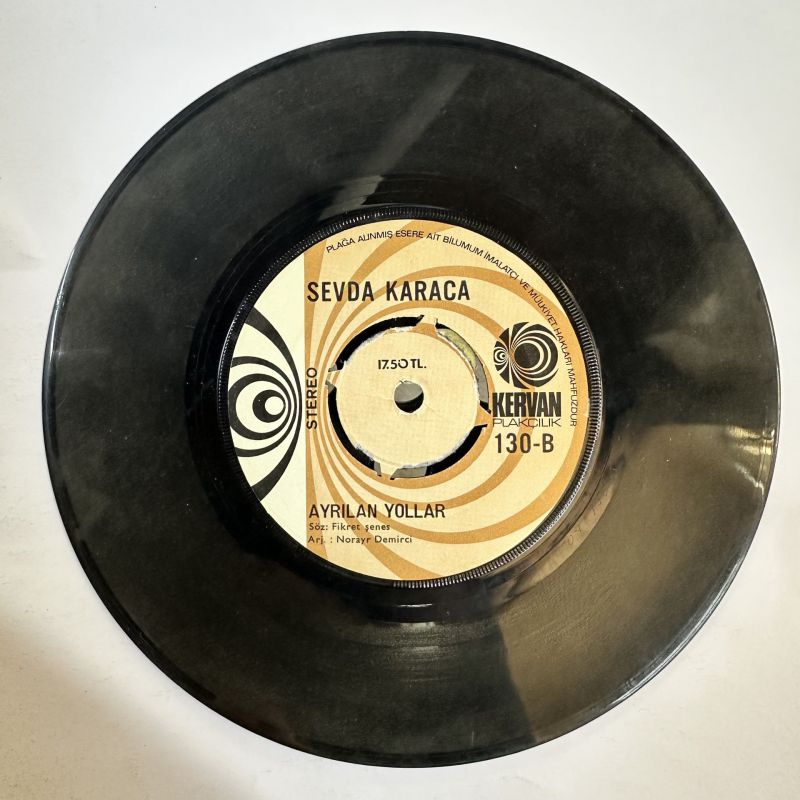 PLAĞA ALINMIŞ ESERE AİT BİLUMUM İMALATÇI VE MÜLKİYET HAKLARI MAHFUZDUR
SEVDA KARACA
17.50 TL.
STEREO
KERVAN
PLAKÇILIK
130-B
AYRILAN YOLLAR
Söz: Fikret şenes
Arj. : Norayr Demirci